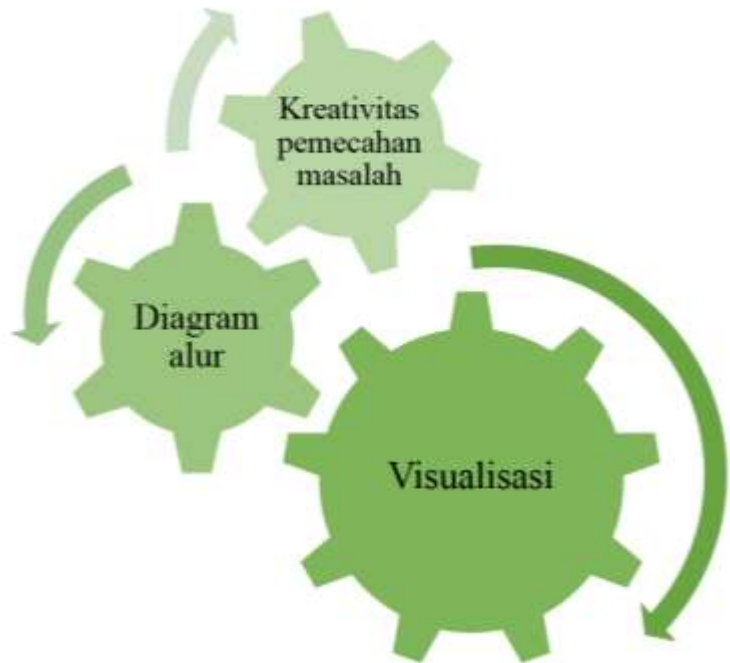 Kreativitas
pemecahan
masalah
Diagram
alur
Visualisasi